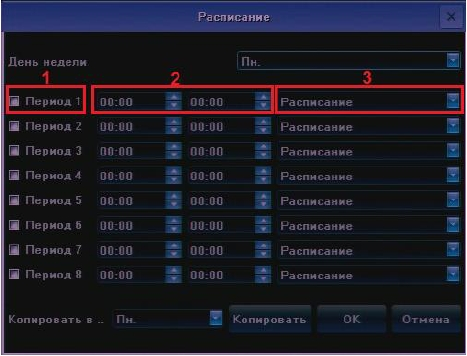 Расписание
День недели Пн.
1 2 3
Период 1 00:00 00:00 Расписание
Период 2 00:00 00:00 Расписание
Период 3 00:00 00:00 Расписание
Период 4 00:00 00:00 Расписание
Период 5 00:00 00:00 Расписание
Период 6 00:00 00:00 Расписание
Период 7 00:00 00:00 Расписание
Период 8 00:00 00:00 Расписание
Копировать в .. Пн. Копировать OK Отмена